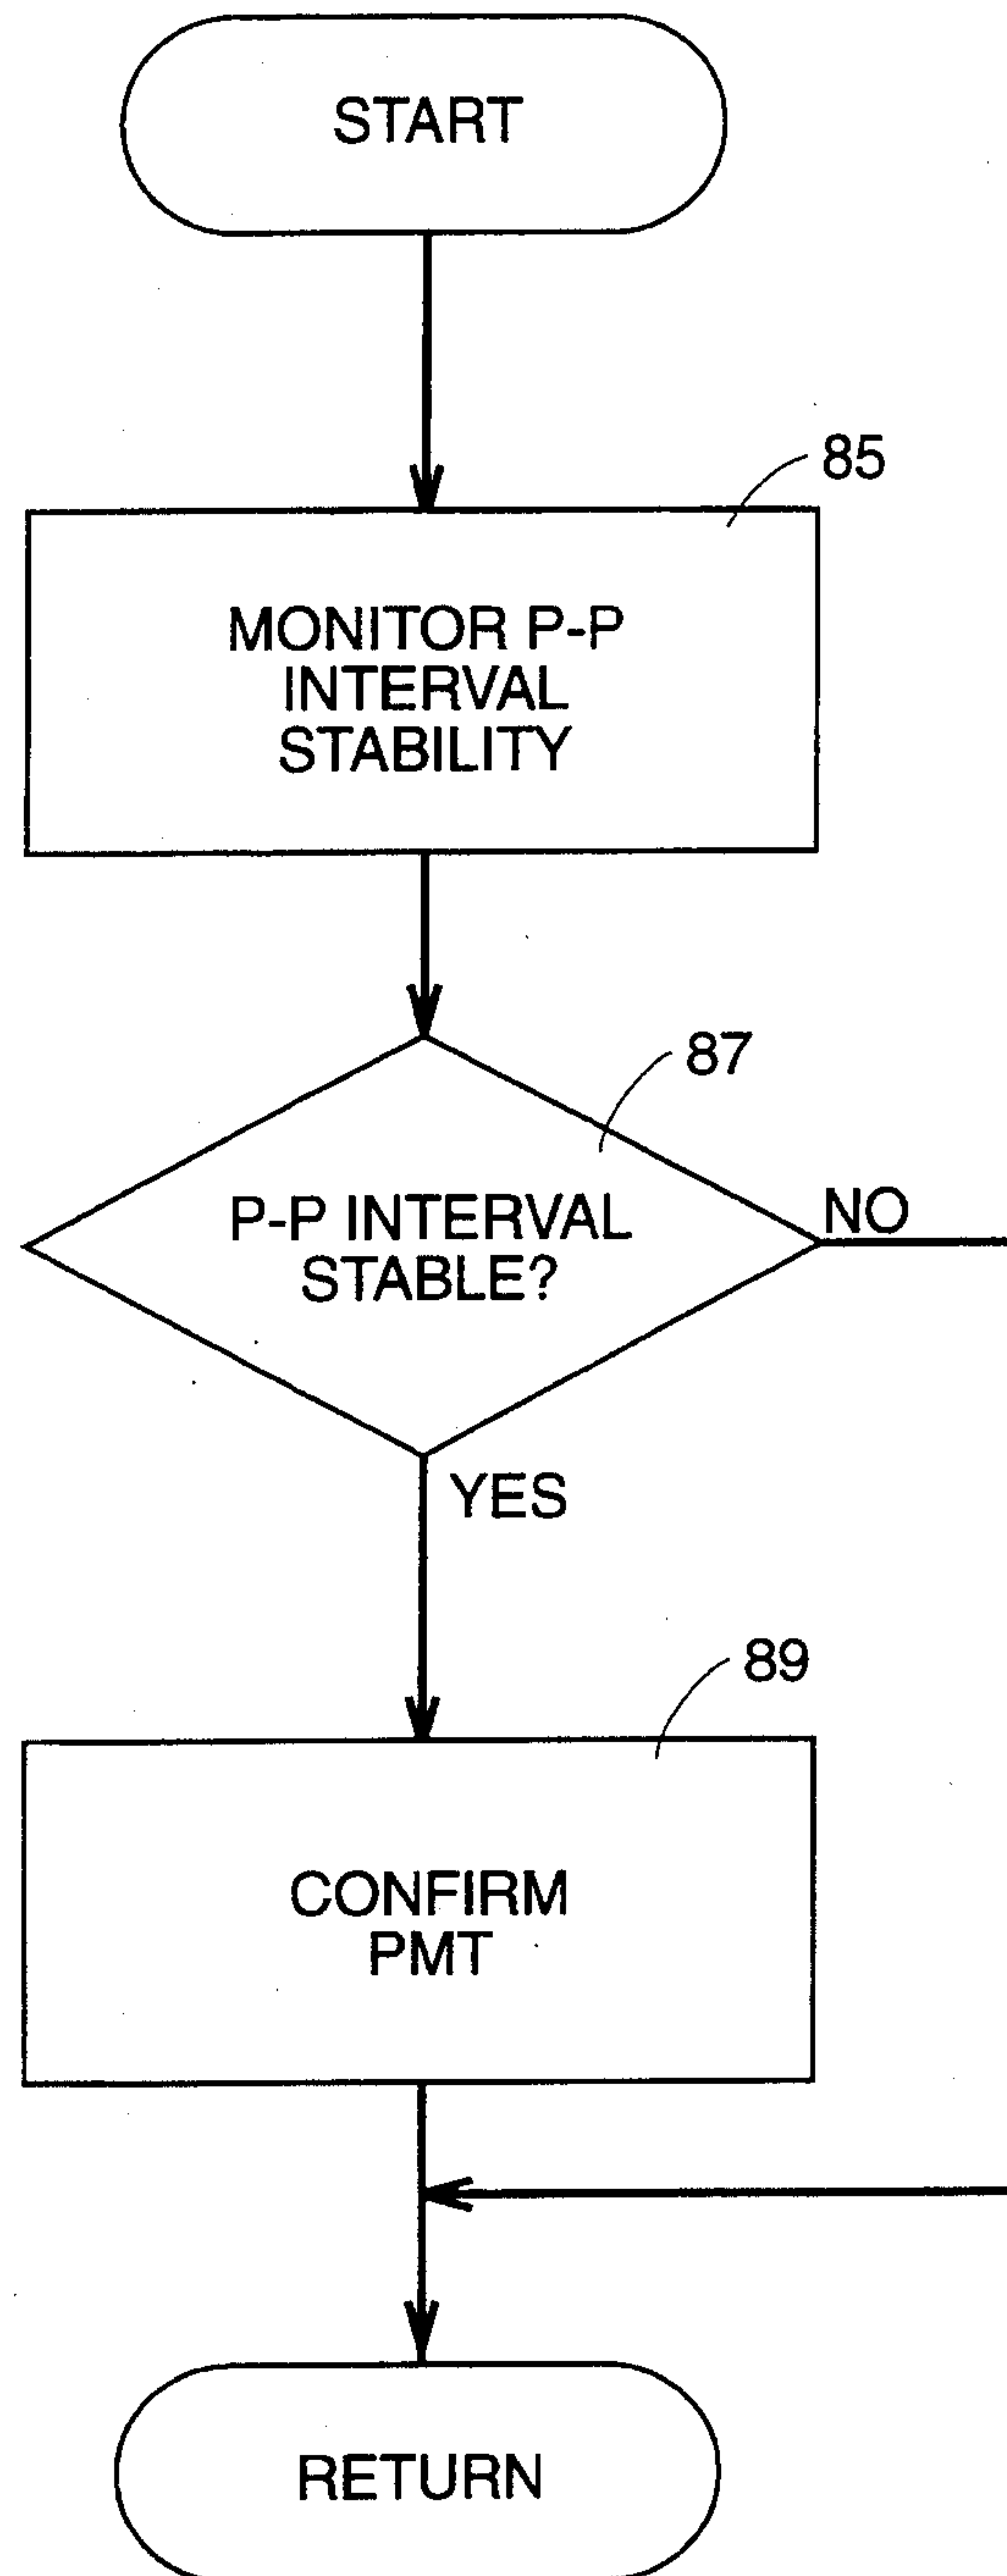 START
85
MONITOR P-P
INTERVAL
STABILITY
87
P-P INTERVAL
STABLE?
NO
YES
89
CONFIRM
PMT
RETURN